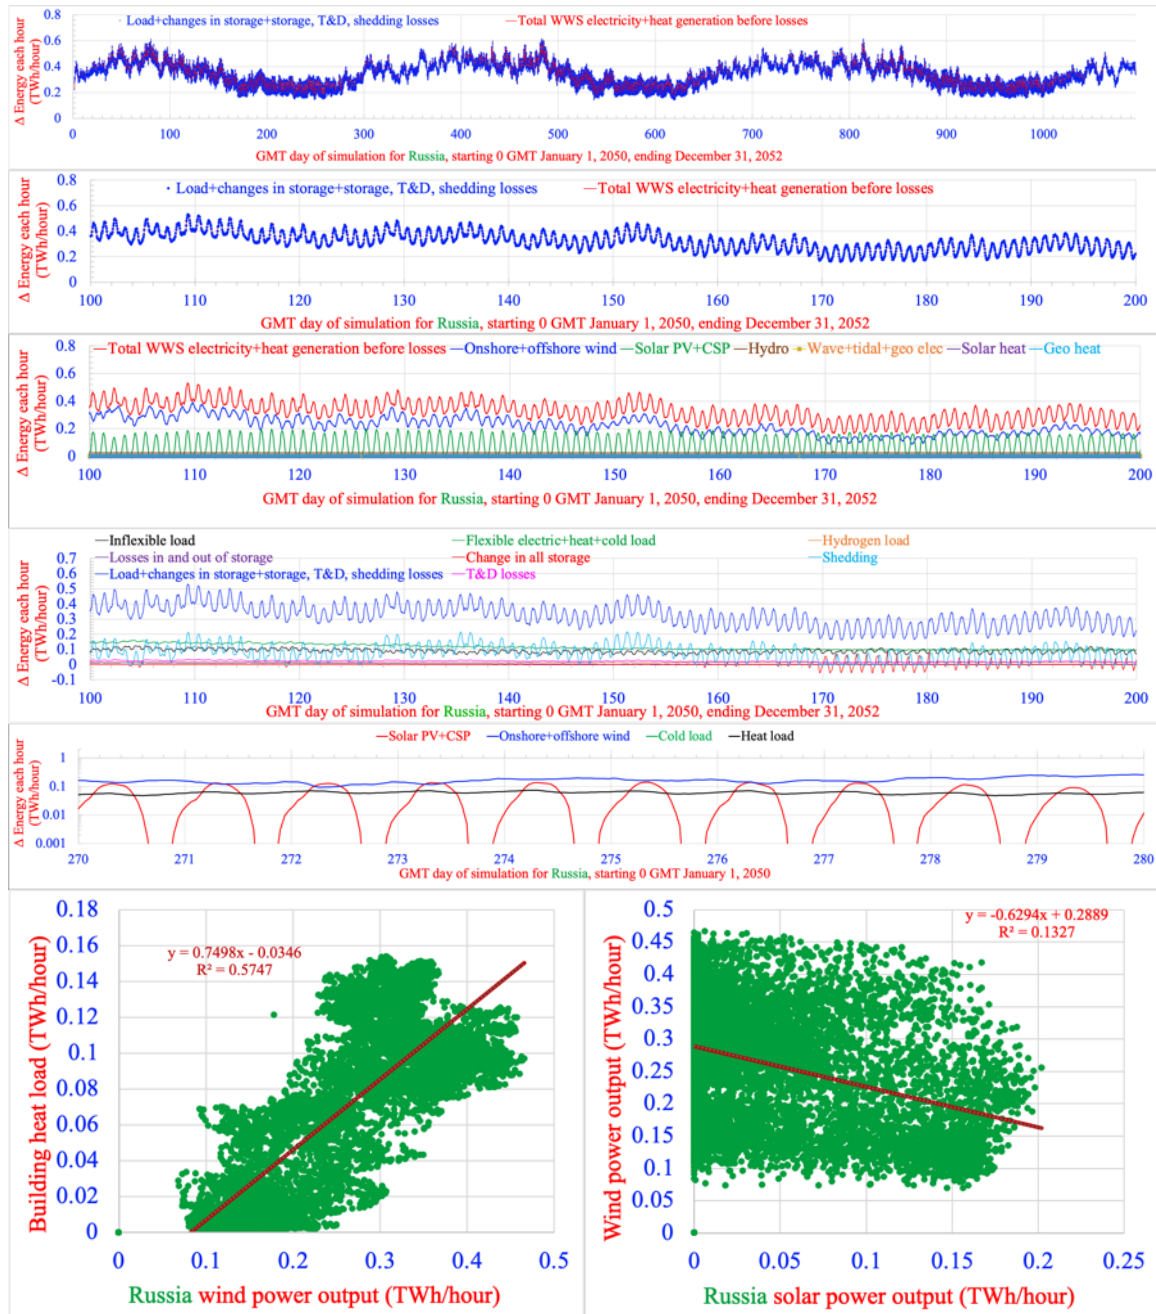 Load+changes in storage+storage, T&D, shedding losses Total WWS electricity+heat generation before losses
Δ Energy each hour
(TWh/hour)
0.8
0.6
0.4
0.2
0
0 100 200 300 400 500 600 700 800 900 1000
GMT day of simulation for Russia, starting 0 GMT January 1, 2050, ending December 31, 2052
Load+changes in storage+storage, T&D, shedding losses Total WWS electricity+heat generation before losses
Δ Energy each hour
(TWh/hour)
0.8
0.6
0.4
0.2
0
100 110 120 130 140 150 160 170 180 190 200
GMT day of simulation for Russia, starting 0 GMT January 1, 2050, ending December 31, 2052
Total WWS electricity+heat generation before losses Onshore+offshore wind Solar PV+CSP Hydro Wave+tidal+geo elec Solar heat Geo heat
Δ Energy each hour
(TWh/hour)
0.8
0.6
0.4
0.2
0
100 110 120 130 140 150 160 170 180 190 200
GMT day of simulation for Russia, starting 0 GMT January 1, 2050, ending December 31, 2052
Inflexible load Flexible electric+heat+cold load Hydrogen load
Losses in and out of storage Change in all storage Shedding
Load+changes in storage+storage, T&D, shedding losses T&D losses
Δ Energy each hour
(TWh/hour)
0.7
0.6
0.5
0.4
0.3
0.2
0.1
0
-0.1
100 110 120 130 140 150 160 170 180 190 200
GMT day of simulation for Russia, starting 0 GMT January 1, 2050, ending December 31, 2052
Solar PV+CSP Onshore+offshore wind Cold load Heat load
Δ Energy each hour
(TWh/hour)
1
0.1
0.01
0.001
270 271 272 273 274 275 276 277 278 279 280
GMT day of simulation for Russia, starting 0 GMT January 1, 2050
Building heat load (TWh/hour)
0.18
0.16
0.14
0.12
0.1
0.08
0.06
0.04
0.02
0
y = 0.7498x - 0.0346
R² = 0.5747
0 0.1 0.2 0.3 0.4 0.5
Russia wind power output (TWh/hour)
Wind power output (TWh/hour)
0.5
0.45
0.4
0.35
0.3
0.25
0.2
0.15
0.1
0.05
0
y = -0.6294x + 0.2889
R² = 0.1327
0 0.05 0.1 0.15 0.2 0.25
Russia solar power output (TWh/hour)